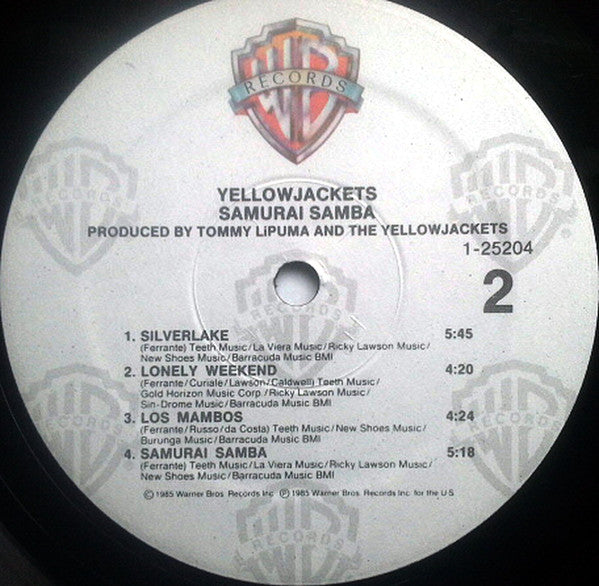 WB
RECORDS
YELLOWJACKETS
SAMURAI SAMBA
PRODUCED BY TOMMY LiPUMA AND THE YELLOWJACKETS
1-25204
2
1. SILVERLAKE 5:45
(Ferrante) Teeth Music/La Viera Music/Ricky Lawson Music/
New Shoes Music/Barracuda Music BMI
2. LONELY WEEKEND 4:20
(Ferrante/Curiale/Lawson/Caldwell) Teeth Music/
Gold Horizon Music Corp./Ricky Lawson Music/
Sin-Drome Music/Barracuda Music BMI
3. LOS MAMBOS 4:24
(Ferrante/Russo/da Costa) Teeth Music/New Shoes Music/
Burunga Music/Barracuda Music BMI
4. SAMURAI SAMBA 5:18
(Ferrante) Teeth Music/La Viera Music/Ricky Lawson Music/
New Shoes Music/Barracuda Music BMI
© 1985 Warner Bros. Records Inc. ℗ 1985 Warner Bros. Records Inc. for the U.S.